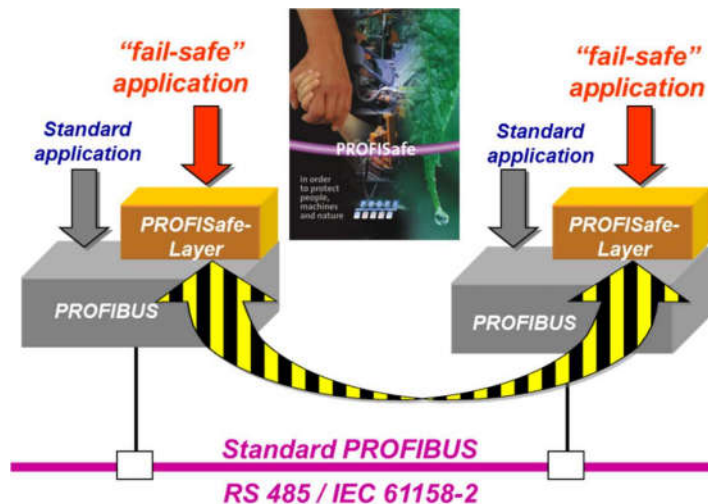 “fail-safe”
application
Standard
application
PROFISafe-
Layer
PROFIBUS
PROFISafe
in order
to protect
people,
machines
and nature
“fail-safe”
application
Standard
application
PROFISafe-
Layer
PROFIBUS
Standard PROFIBUS
RS 485 / IEC 61158-2